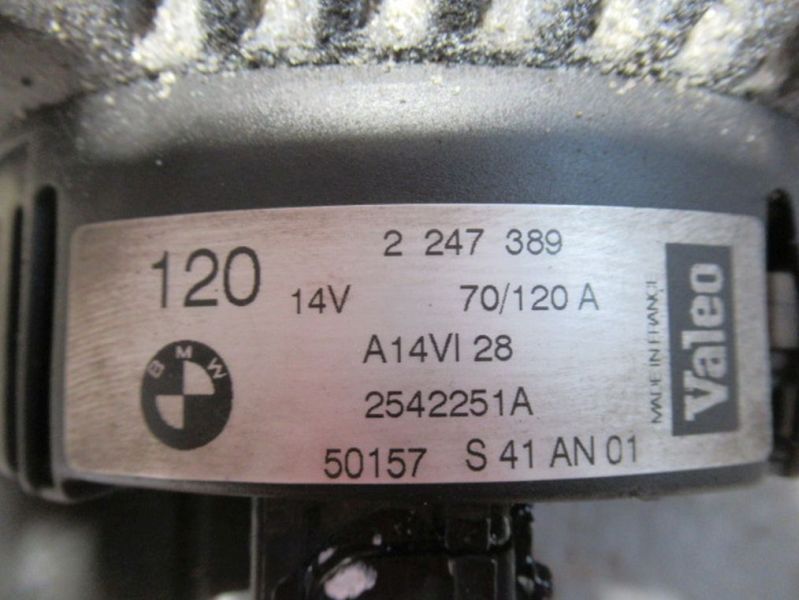 2 247 389
120
14V 70/120 A
A14VI 28
2542251A
50157 S 41 AN 01
BMW
MADE IN FRANCE
Valeo